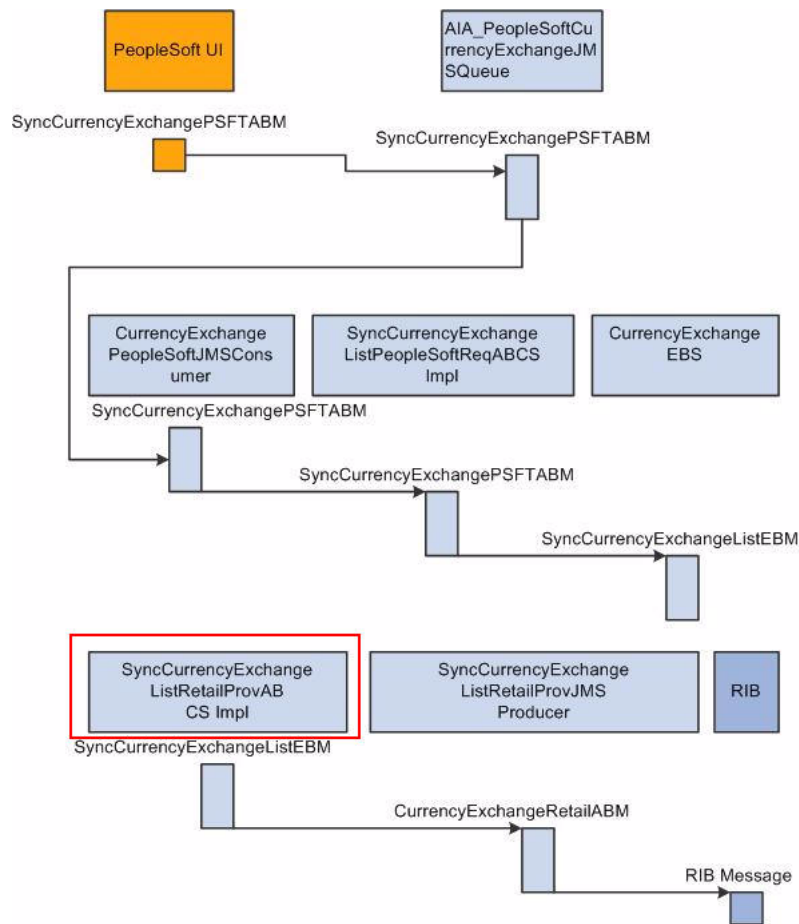 PeopleSoft UI
AIA_PeopleSoftCu
rrencyExchangeJM
SQueue
SyncCurrencyExchangePSFTABM
SyncCurrencyExchangePSFTABM
CurrencyExchange
PeopleSoftJMSCons
umer
SyncCurrencyExchange
ListPeopleSoftReqABCS
Impl
CurrencyExchange
EBS
SyncCurrencyExchangePSFTABM
SyncCurrencyExchangePSFTABM
SyncCurrencyExchangeListEBM
SyncCurrencyExchange
ListRetailProvAB
CS Impl
SyncCurrencyExchange
ListRetailProvJMS
Producer
RIB
SyncCurrencyExchangeListEBM
CurrencyExchangeRetailABM
RIB Message